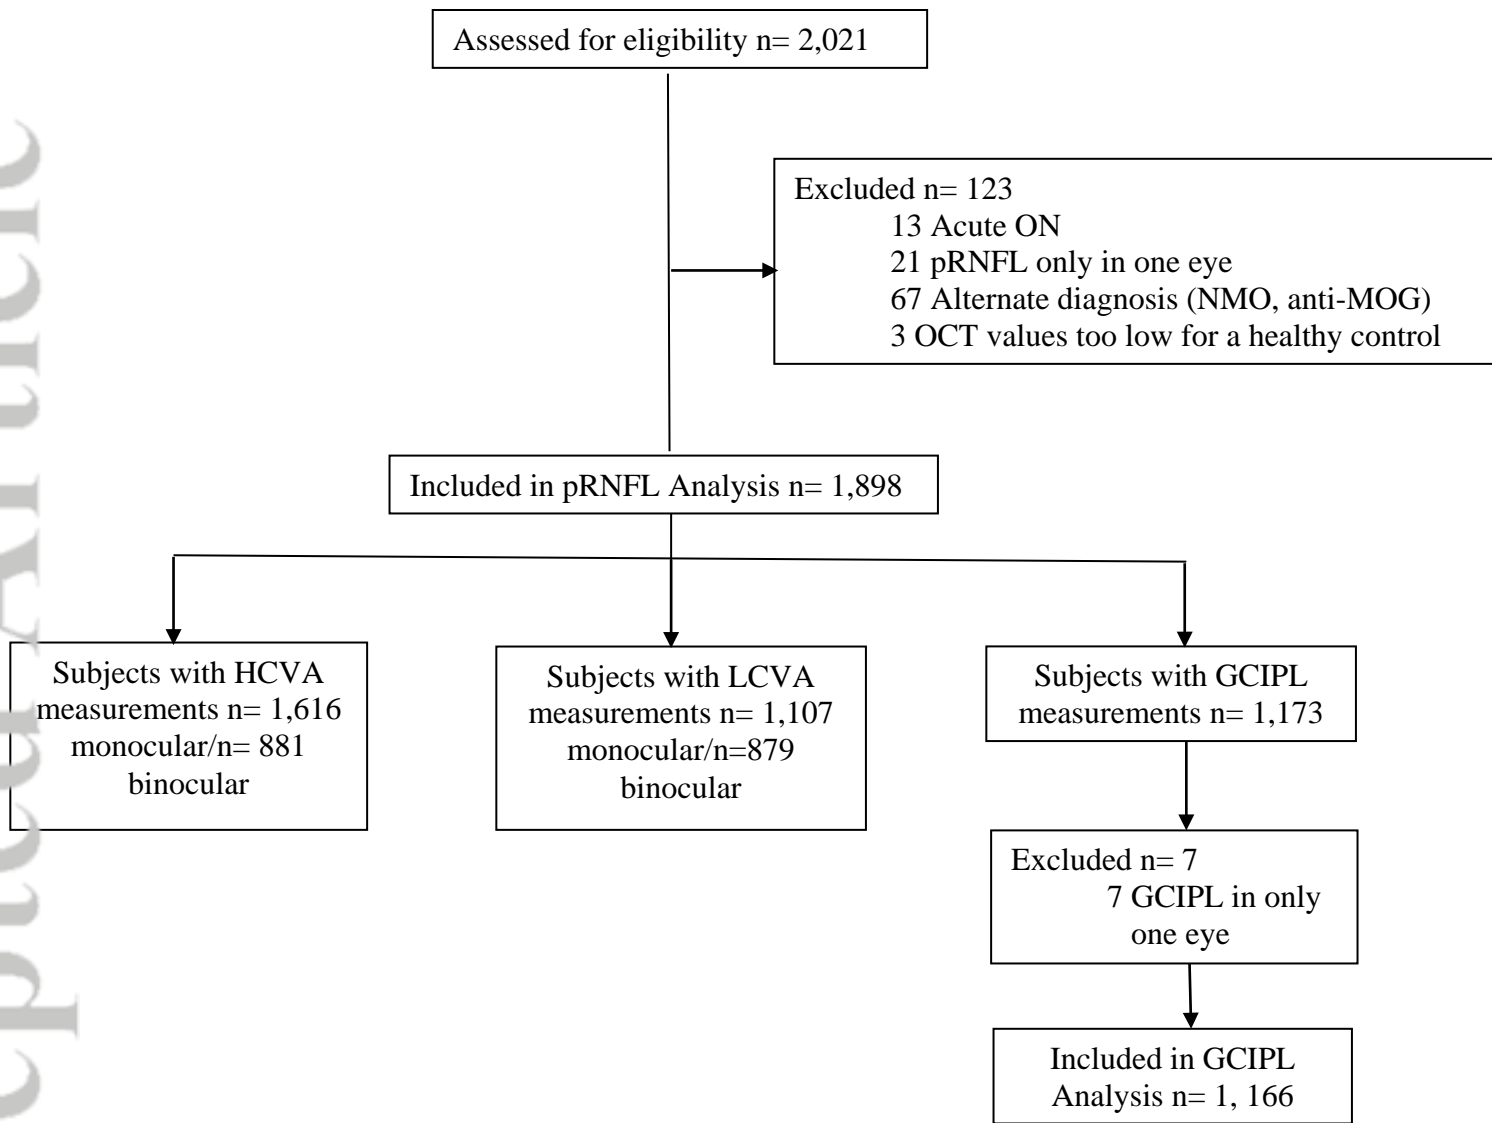 Assessed for eligibility n= 2,021
Excluded n= 123
13 Acute ON
21 pRNFL only in one eye
67 Alternate diagnosis (NMO, anti-MOG)
3 OCT values too low for a healthy control
Included in pRNFL Analysis n= 1,898
Subjects with HCVA
measurements n= 1,616
monocular/n= 881
binocular
Subjects with LCVA
measurements n= 1,107
monocular/n=879
binocular
Subjects with GCIPL
measurements n= 1,173
Excluded n= 7
7 GCIPL in only
one eye
Included in GCIPL
Analysis n= 1, 166